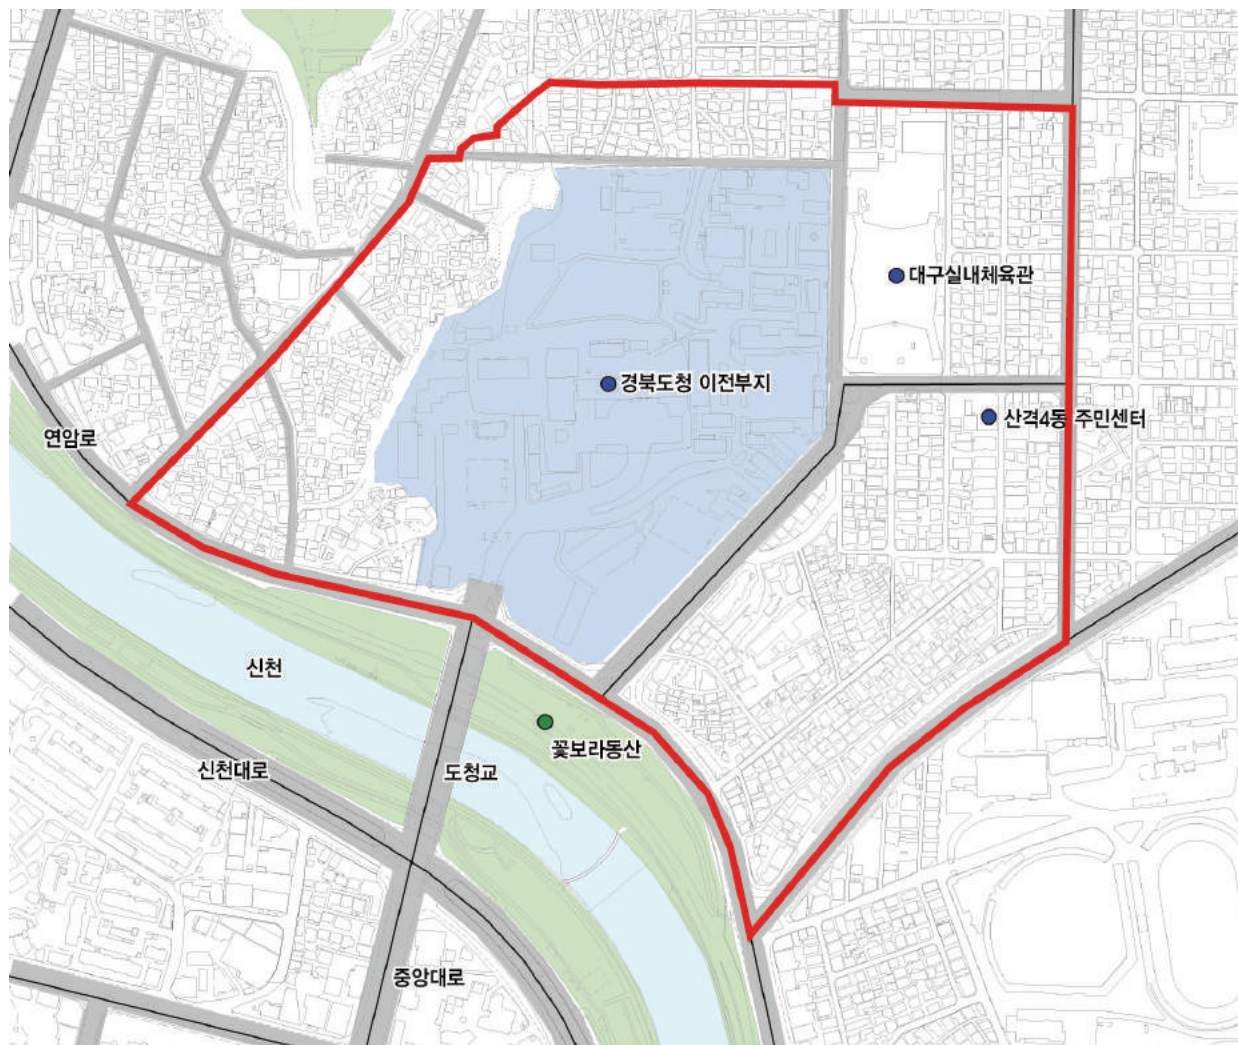 대구실내체육관
경북도청 이전부지
산격4동 주민센터
연암로
신천
꽃보라동산
신천대로
도청교
중앙대로